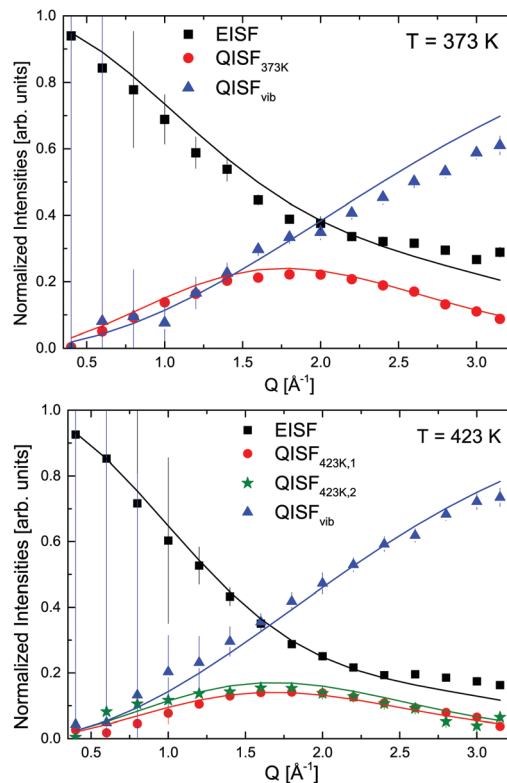 1.0
0.8
0.6
0.4
0.2
0.0
Normalized Intensities [arb. units]
EISF
QISF373K
QISFvib
T = 373 K
0.5 1.0 1.5 2.0 2.5 3.0
Q [Å-1]
1.0
0.8
0.6
0.4
0.2
0.0
Normalized Intensities [arb. units]
EISF
QISF423K,1
QISF423K,2
QISFvib
T = 423 K
0.5 1.0 1.5 2.0 2.5 3.0
Q [Å-1]